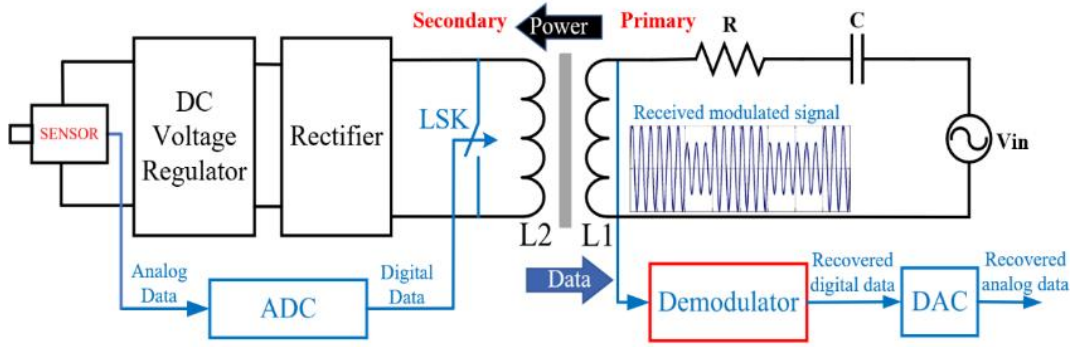 Secondary
Power
Primary
R
C
SENSOR
DC
Voltage
Regulator
Rectifier
LSK
Received modulated signal
Vin
L2
L1
Analog
Data
ADC
Digital
Data
Data
Demodulator
Recovered
digital data
DAC
Recovered
analog data